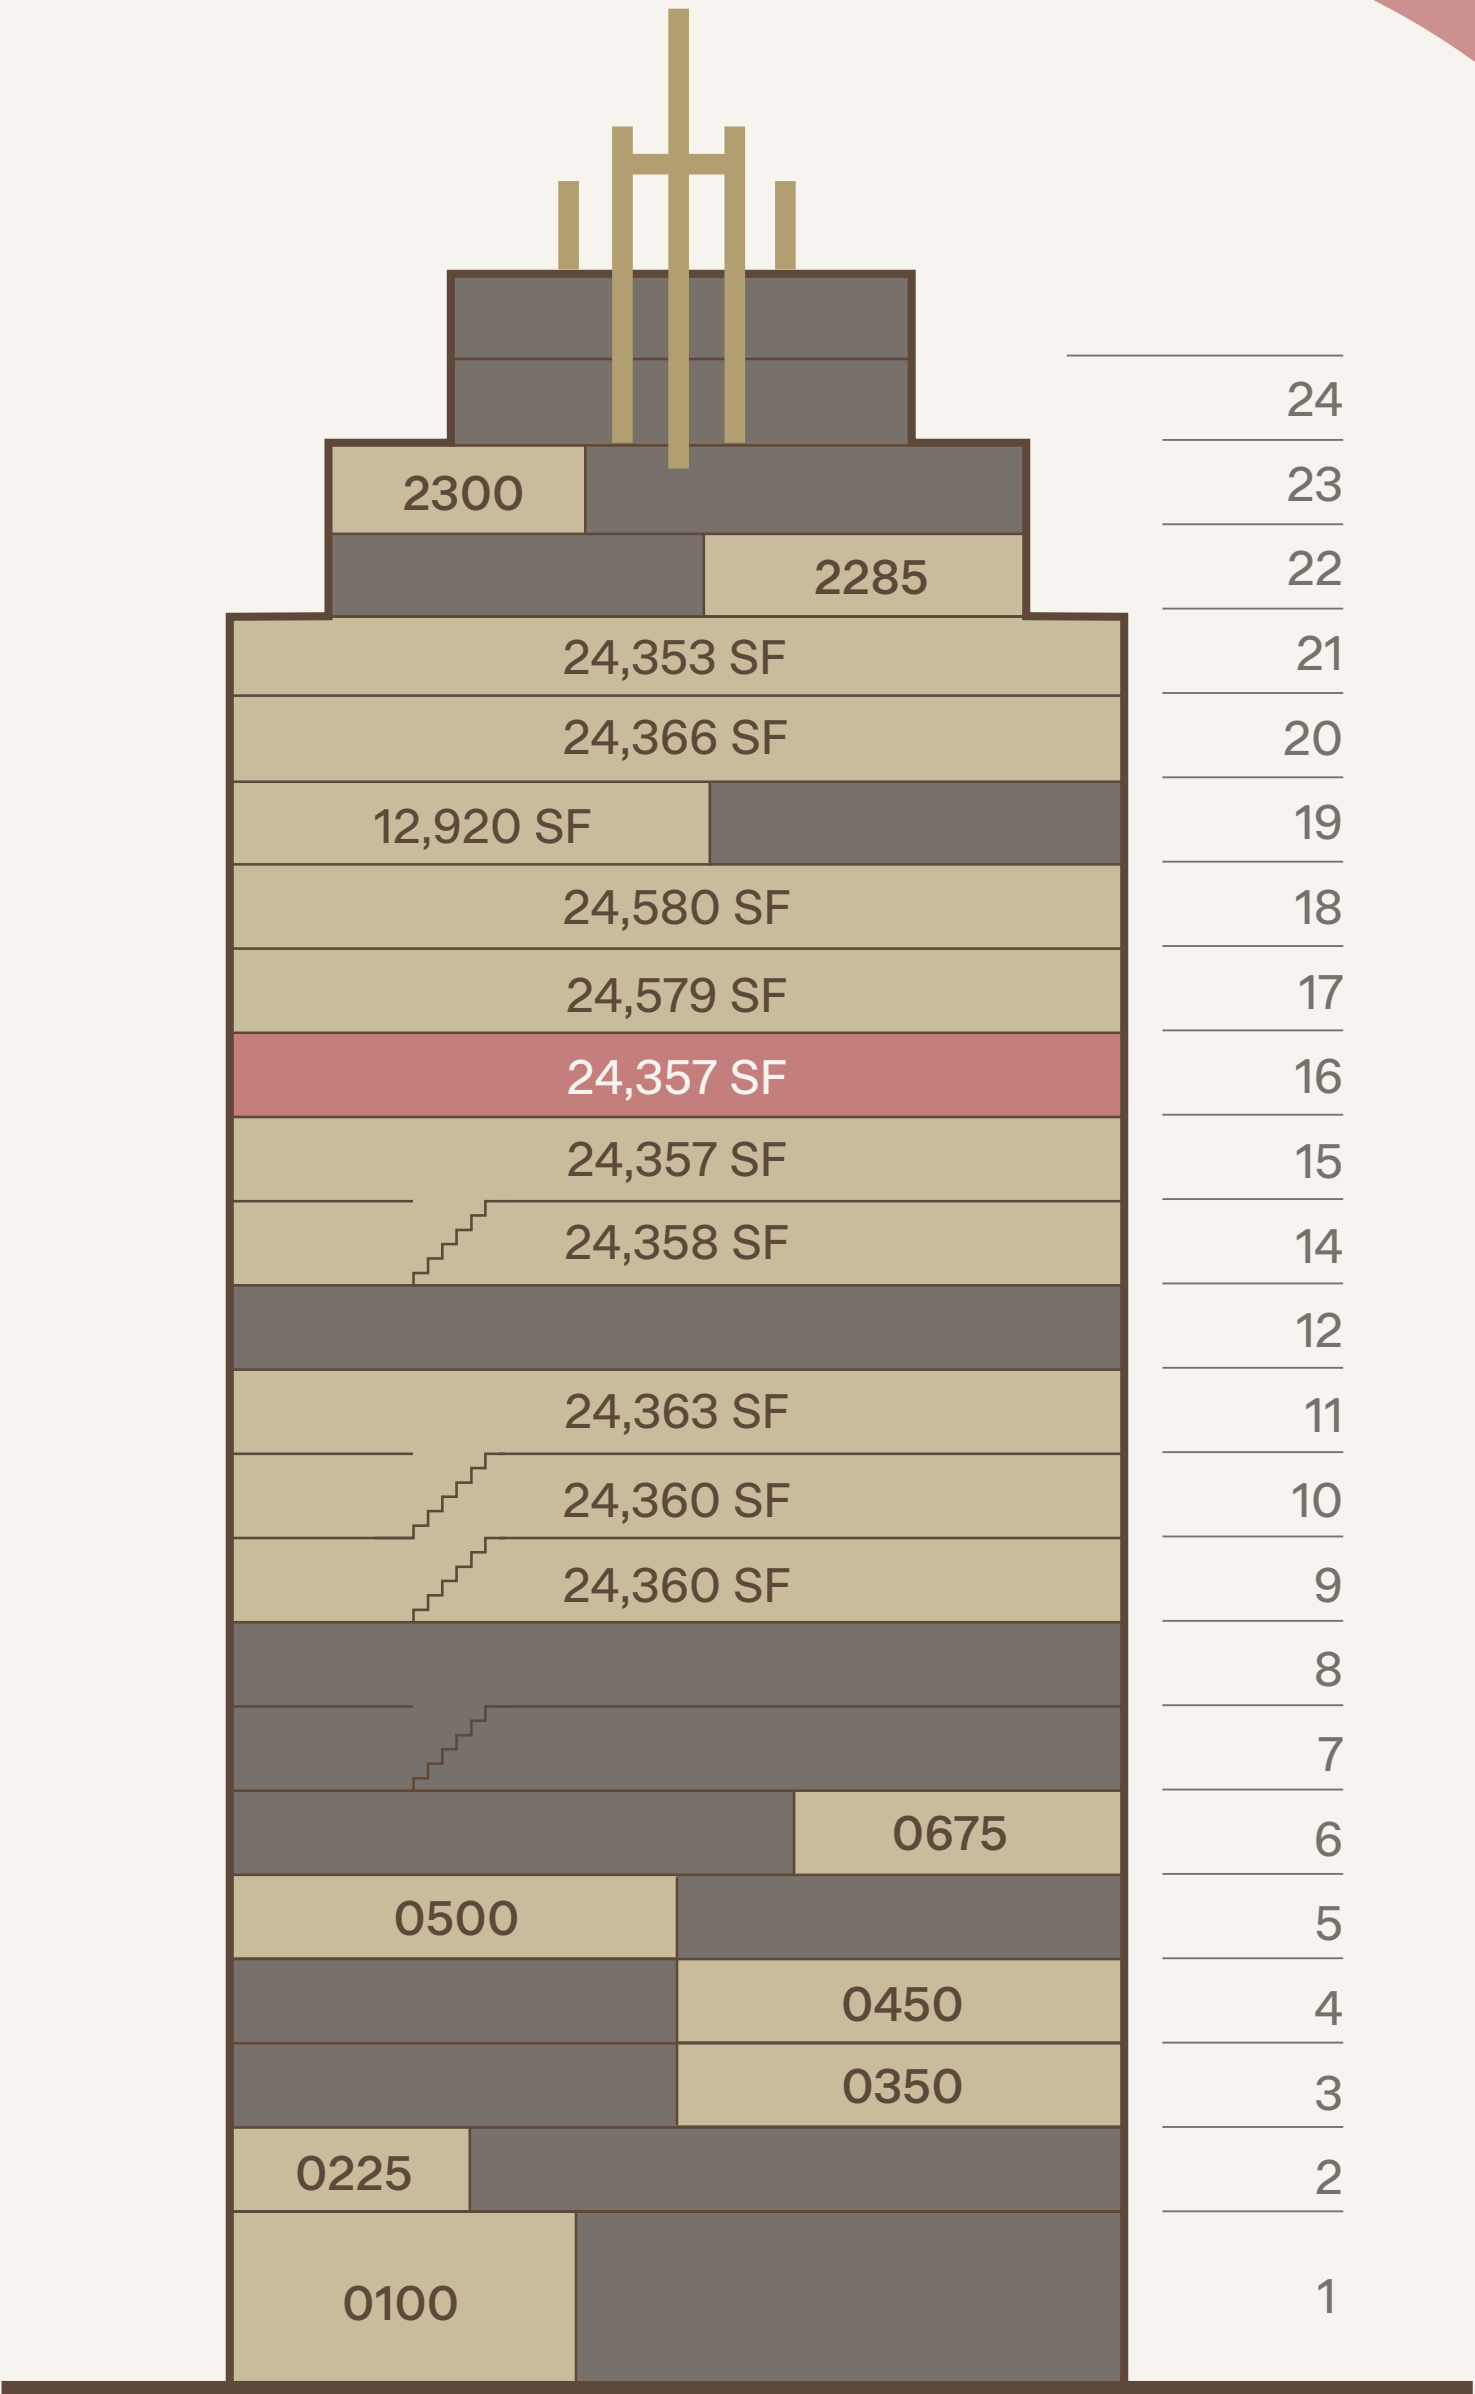 24
2300 23
2285 22
24,353 SF 21
24,366 SF 20
12,920 SF 19
24,580 SF 18
24,579 SF 17
24,357 SF 16
24,357 SF 15
24,358 SF 14
12
24,363 SF 11
24,360 SF 10
24,360 SF 9
8
7
0675 6
0500 5
0450 4
0350 3
0225 2
0100 1